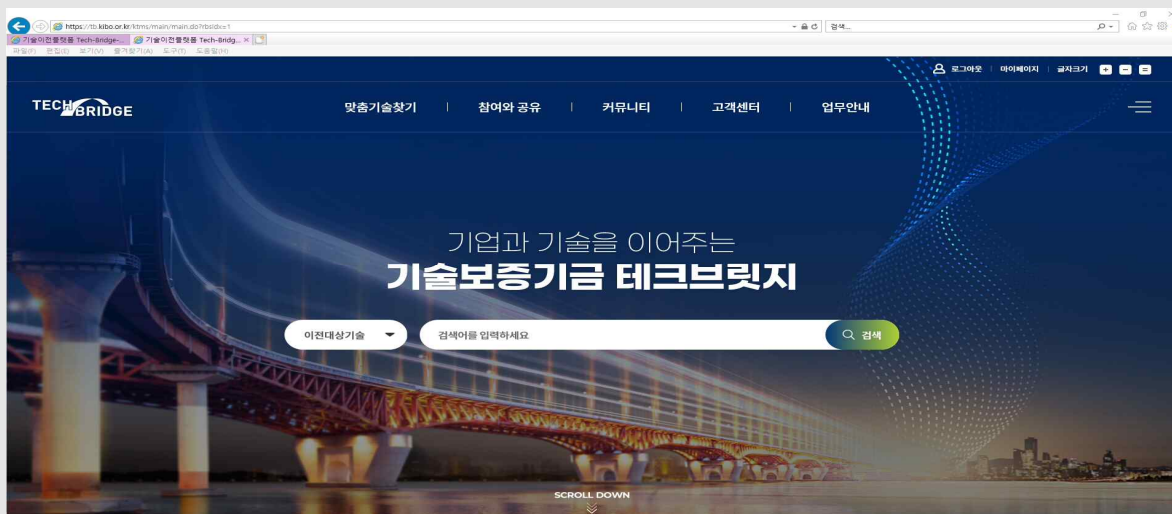 https://tb.kibo.or.kr/ktms/main/main.do?rbsIdx=1
검색...
기술이전플랫폼 Tech-Bridge-...
기술이전플랫폼 Tech-Bridg...
파일(F) 편집(E) 보기(V) 즐겨찾기(A) 도구(T) 도움말(H)
로그아웃 마이페이지 글자크기 + - =
TECHBRIDGE
맞춤기술찾기 참여와 공유 커뮤니티 고객센터 업무안내
기업과 기술을 이어주는
기술보증기금 테크브릿지
이전대상기술 검색어를 입력하세요 검색
SCROLL DOWN